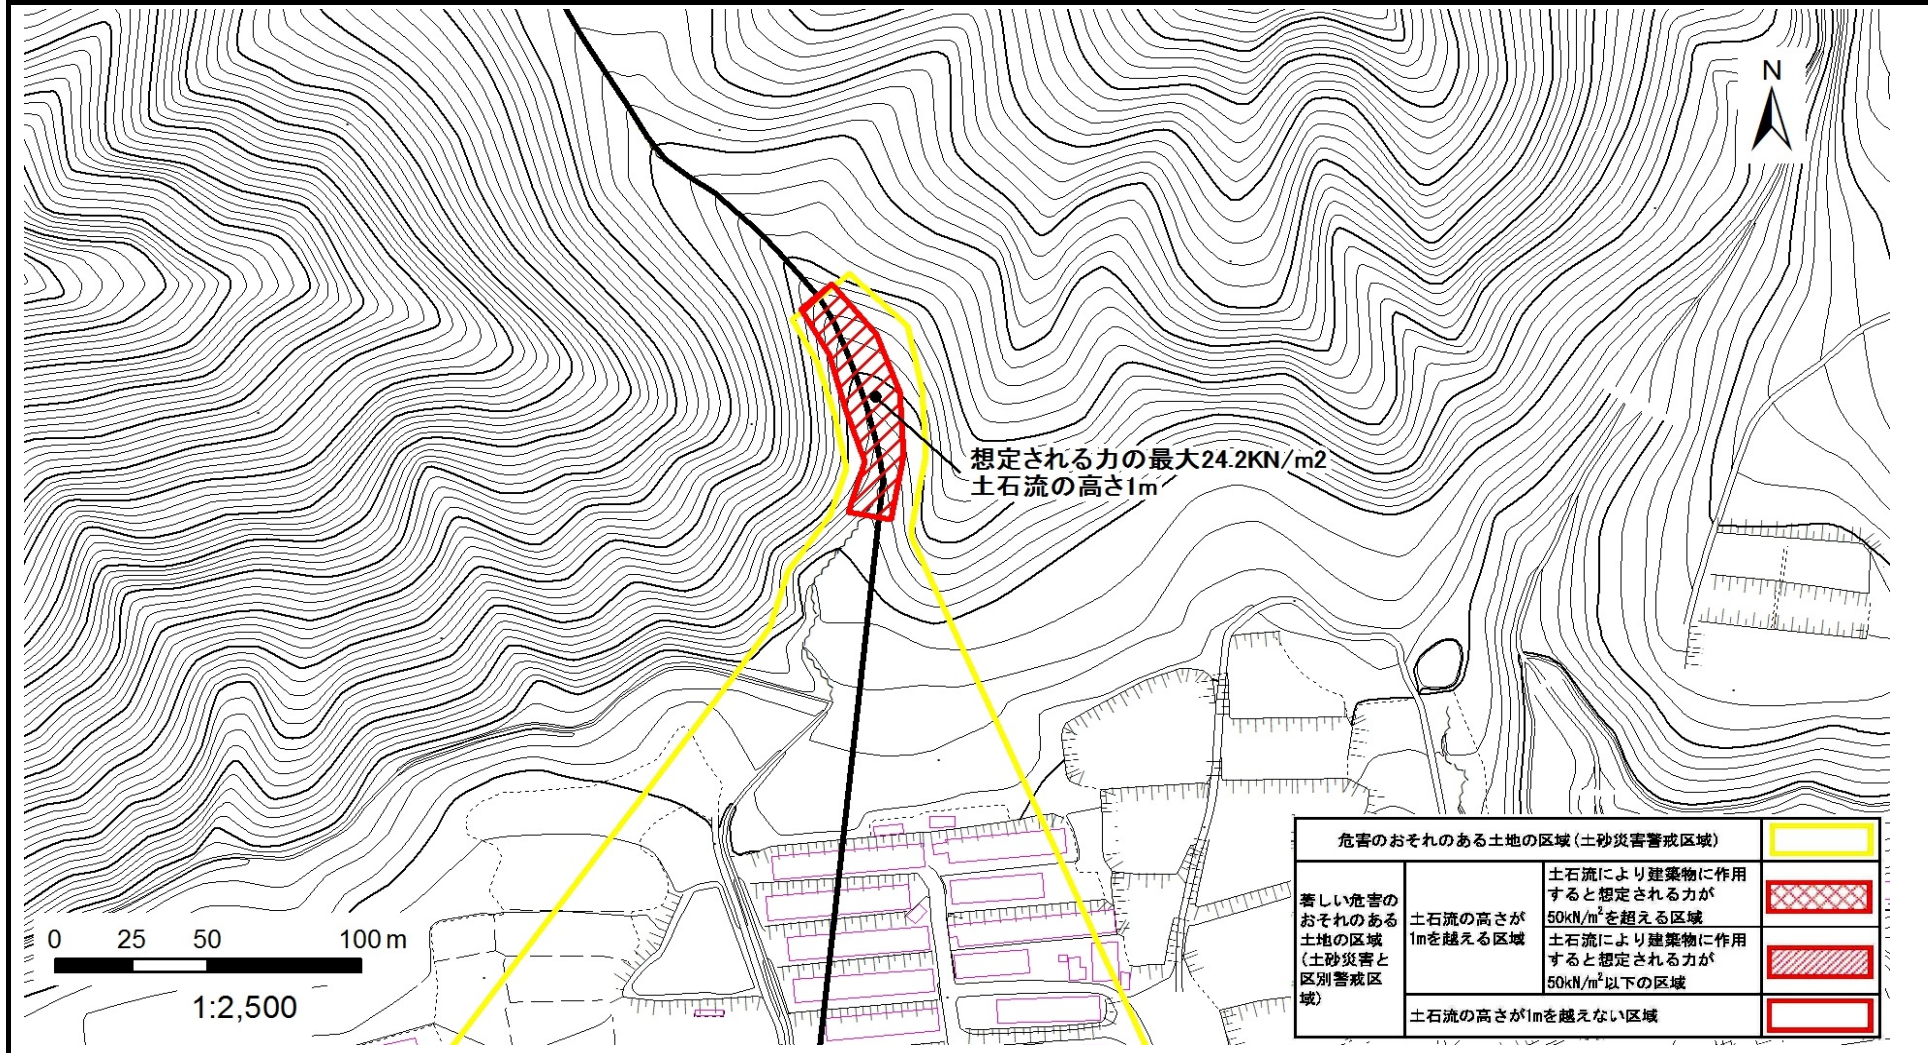 N
想定される力の最大24.2KN/m2
土石流の高さ1m
0 25 50 100 m
1:2,500
危害のおそれのある土地の区域(土砂災害警戒区域)
著しい危害の
おそれのある
土地の区域
(土砂災害と
区別警戒区
域)
土石流の高さが
1mを越える区域
土石流により建築物に作用
すると想定される力が
50kN/m²を超える区域
土石流により建築物に作用
すると想定される力が
50kN/m²以下の区域
土石流の高さが1mを越えない区域